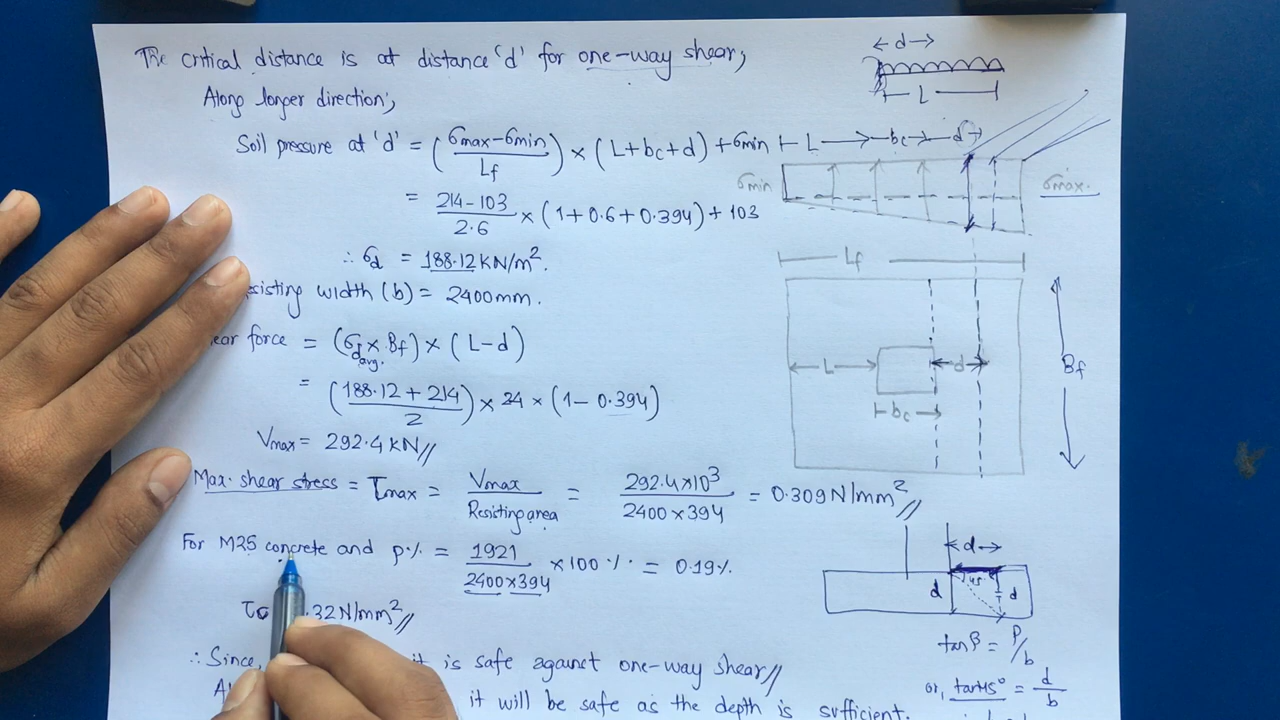 The critical distance is at distance 'd' for one-way shear,
Along longer direction,
Soil pressure at 'd' = (σmax-σmin / Lf) × (L+bc+d) + σmin
= 214-103 / 2.6 × (1+0.6+0.394) + 103
∴ σd = 188.12 KN/m².
sisting width (b) = 2400mm.
ear force = (σdavg. × Bf) × (L-d)
= (188.12 + 214 / 2) × 24 × (1-0.394)
Vmax = 292.4 KN//
Max. shear stress = τmax = Vmax / Resisting area = 292.4×10³ / 2400×394 = 0.309 N/mm²//
For M25 concrete and p% = 1921 / 2400×394 ×100 % = 0.19%
τc .32 N/mm²//
∴ Since, it is safe against one-way shear//
it will be safe as the depth is sufficient.
d
L
L bc d
σmin σmax.
Lf
L d Bf
bc
d
d 45° d
tanβ = P/b
or, tan45° = d/b